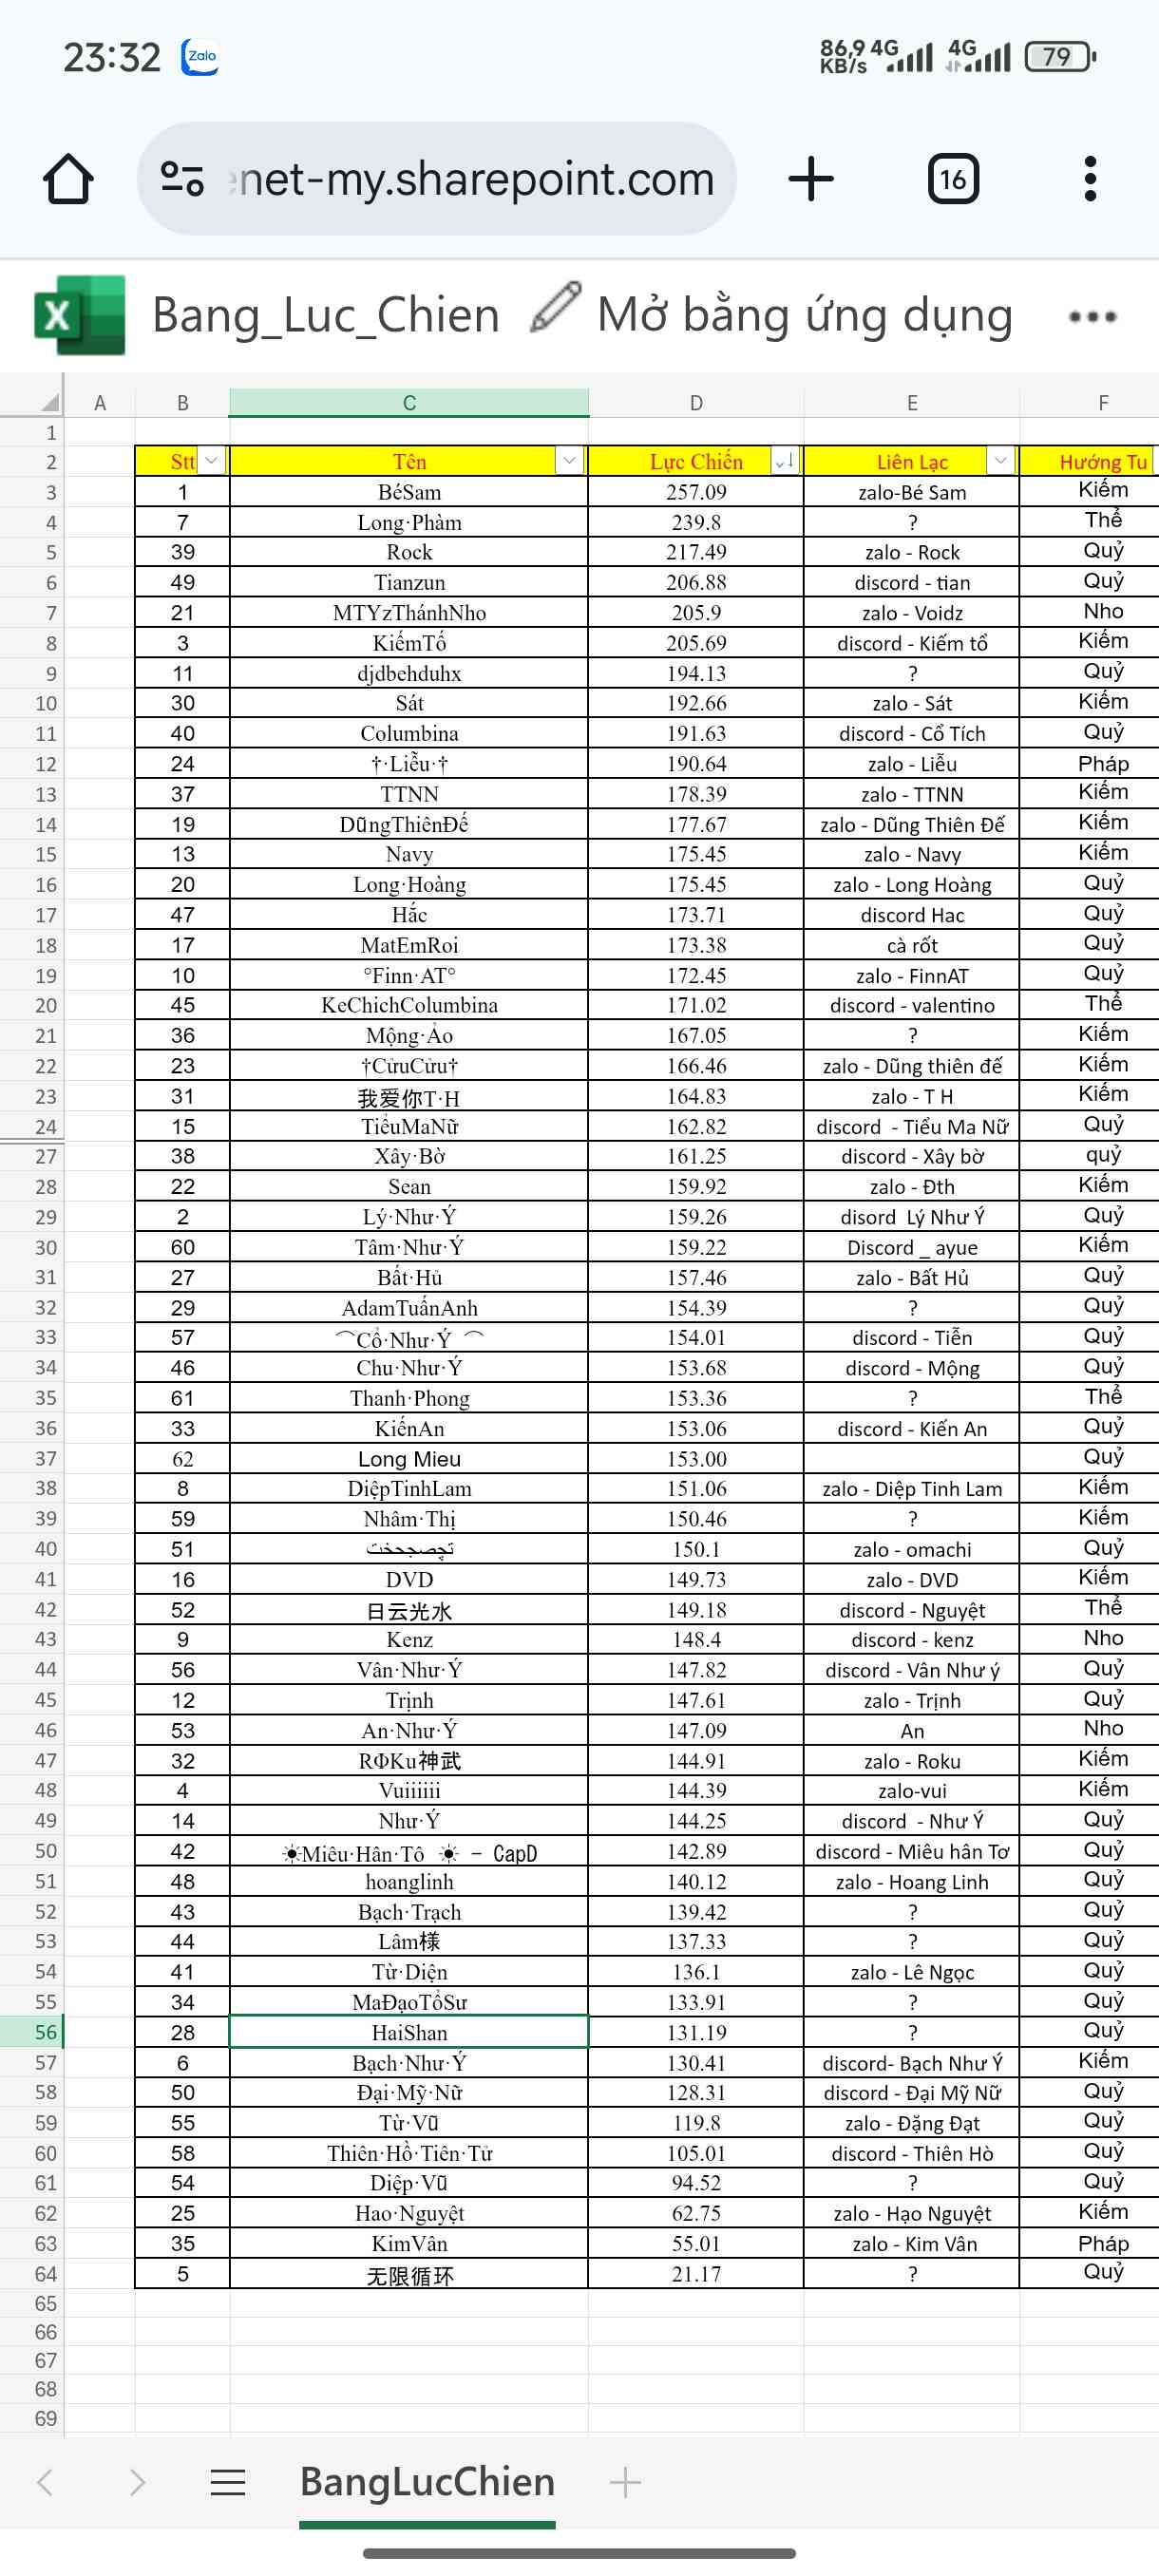 23:32 Zalo 86,9 KB/s 4G 4G 79
net-my.sharepoint.com 16
Bang_Luc_Chien Mở bằng ứng dụng
A B C D E F
1
2 Stt Tên Lực Chiến Liên Lạc Hướng Tu
3 1 BéSam 257.09 zalo-Bé Sam Kiếm
4 7 Long·Phàm 239.8 ? Thể
5 39 Rock 217.49 zalo - Rock Quỷ
6 49 Tianzun 206.88 discord - tian Quỷ
7 21 MTYzThánhNho 205.9 zalo - Voidz Nho
8 3 KiếmTổ 205.69 discord - Kiếm tổ Kiếm
9 11 djdbehduhx 194.13 ? Quỷ
10 30 Sát 192.66 zalo - Sát Kiếm
11 40 Columbina 191.63 discord - Cổ Tích Quỷ
12 24 †·Liễu·† 190.64 zalo - Liễu Pháp
13 37 TTNN 178.39 zalo - TTNN Kiếm
14 19 DũngThiênĐế 177.67 zalo - Dũng Thiên Đế Kiếm
15 13 Navy 175.45 zalo - Navy Kiếm
16 20 Long·Hoàng 175.45 zalo - Long Hoàng Quỷ
17 47 Hắc 173.71 discord Hac Quỷ
18 17 MatEmRoi 173.38 cà rốt Quỷ
19 10 °Finn·AT° 172.45 zalo - FinnAT Quỷ
20 45 KeChichColumbina 171.02 discord - valentino Thể
21 36 Mộng·Ảo 167.05 ? Kiếm
22 23 †CửuCửu† 166.46 zalo - Dũng thiên đế Kiếm
23 31 我爱你T·H 164.83 zalo - T H Kiếm
24 15 TiểuMaNữ 162.82 discord - Tiểu Ma Nữ Quỷ
27 38 Xây·Bờ 161.25 discord - Xây bờ quỷ
28 22 Sean 159.92 zalo - Đth Kiếm
29 2 Lý·Như·Ý 159.26 disord Lý Như Ý Quỷ
30 60 Tâm·Như·Ý 159.22 Discord _ ayue Kiếm
31 27 Bất·Hủ 157.46 zalo - Bất Hủ Quỷ
32 29 AdamTuấnAnh 154.39 ? Quỷ
33 57 ⌒Cổ·Như·Ý ⌒ 154.01 discord - Tiễn Quỷ
34 46 Chu·Như·Ý 153.68 discord - Mộng Quỷ
35 61 Thanh·Phong 153.36 ? Thể
36 33 KiếnAn 153.06 discord - Kiến An Quỷ
37 62 Long Mieu 153.00 Quỷ
38 8 DiệpTinhLam 151.06 zalo - Diệp Tinh Lam Kiếm
39 59 Nhâm·Thị 150.46 ? Kiếm
40 51 150.1 zalo - omachi Quỷ
41 16 DVD 149.73 zalo - DVD Kiếm
42 52 日云光水 149.18 discord - Nguyệt Thể
43 9 Kenz 148.4 discord - kenz Nho
44 56 Vân·Như·Ý 147.82 discord - Vân Như ý Quỷ
45 12 Trịnh 147.61 zalo - Trịnh Quỷ
46 53 An·Như·Ý 147.09 An Nho
47 32 RΦKu神武 144.91 zalo - Roku Kiếm
48 4 Vuiiiiii 144.39 zalo-vui Kiếm
49 14 Như·Ý 144.25 discord - Như Ý Quỷ
50 42 ☀Miêu·Hân·Tô ☀ - CapD 142.89 discord - Miêu hân Tơ Quỷ
51 48 hoanglinh 140.12 zalo - Hoang Linh Quỷ
52 43 Bạch·Trạch 139.42 ? Quỷ
53 44 Lâm様 137.33 ? Quỷ
54 41 Từ·Diện 136.1 zalo - Lê Ngọc Quỷ
55 34 MaĐạoTổSư 133.91 ? Quỷ
56 28 HaiShan 131.19 ? Quỷ
57 6 Bạch·Như·Ý 130.41 discord- Bạch Như Ý Kiếm
58 50 Đại·Mỹ·Nữ 128.31 discord - Đại Mỹ Nữ Quỷ
59 55 Từ·Vũ 119.8 zalo - Đặng Đạt Quỷ
60 58 Thiên·Hồ·Tiên·Tử 105.01 discord - Thiên Hò Quỷ
61 54 Diệp·Vũ 94.52 ? Quỷ
62 25 Hao·Nguyệt 62.75 zalo - Hạo Nguyệt Kiếm
63 35 KimVân 55.01 zalo - Kim Vân Pháp
64 5 无限循环 21.17 ? Quỷ
65
66
67
68
69
BangLucChien